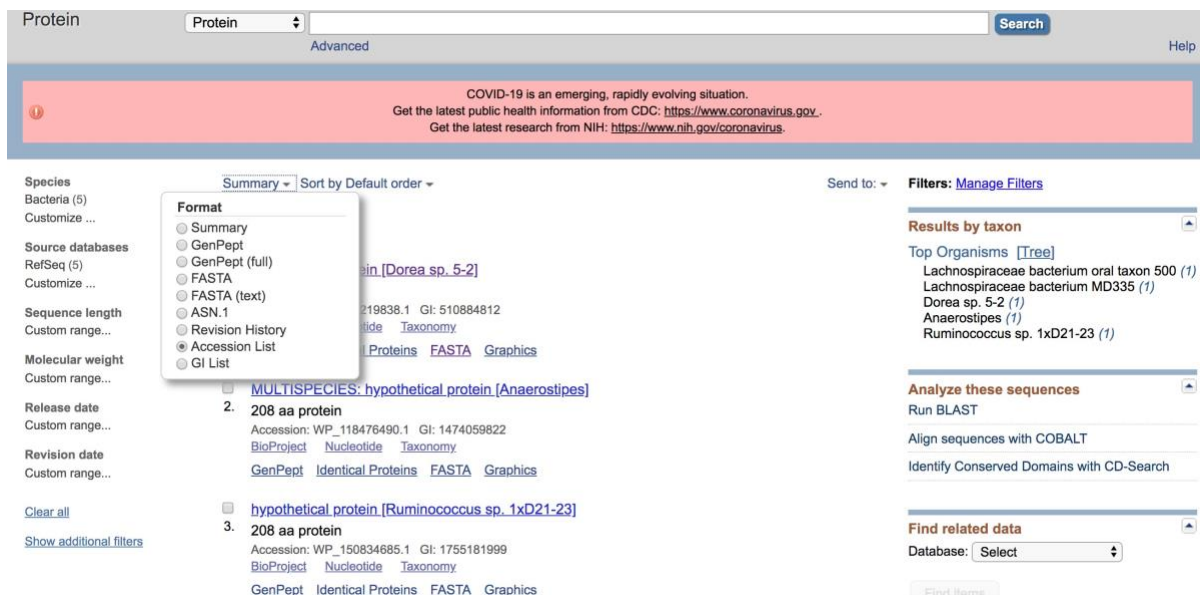 Protein
Protein
Search
Advanced
Help
COVID-19 is an emerging, rapidly evolving situation.
Get the latest public health information from CDC: https://www.coronavirus.gov .
Get the latest research from NIH: https://www.nih.gov/coronavirus.
Species
Bacteria (5)
Customize ...
Source databases
RefSeq (5)
Customize ...
Sequence length
Custom range...
Molecular weight
Custom range...
Release date
Custom range...
Revision date
Custom range...
Clear all
Show additional filters
Summary Sort by Default order
Send to:
Format
Summary
GenPept
GenPept (full)
FASTA
FASTA (text)
ASN.1
Revision History
Accession List
GI List
[Dorea sp. 5-2]
219838.1 GI: 510884812
Taxonomy
Proteins FASTA Graphics
MULTISPECIES: hypothetical protein [Anaerostipes]
2. 208 aa protein
Accession: WP_118476490.1 GI: 1474059822
BioProject Nucleotide Taxonomy
GenPept Identical Proteins FASTA Graphics
hypothetical protein [Ruminococcus sp. 1xD21-23]
3. 208 aa protein
Accession: WP_150834685.1 GI: 1755181999
BioProject Nucleotide Taxonomy
GenPept Identical Proteins FASTA Graphics
Filters: Manage Filters
Results by taxon
Top Organisms [Tree]
Lachnospiraceae bacterium oral taxon 500 (1)
Lachnospiraceae bacterium MD335 (1)
Dorea sp. 5-2 (1)
Anaerostipes (1)
Ruminococcus sp. 1xD21-23 (1)
Analyze these sequences
Run BLAST
Align sequences with COBALT
Identify Conserved Domains with CD-Search
Find related data
Database: Select
Find items